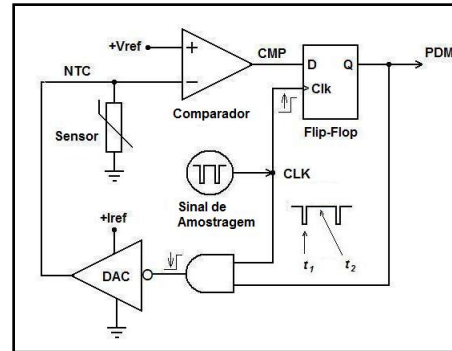 +Vref
CMP
PDM
D
Q
Clk
NTC
+
−
Comparador
Flip-Flop
Sensor
CLK
Sinal de
Amostragem
+Iref
DAC
t1
t2